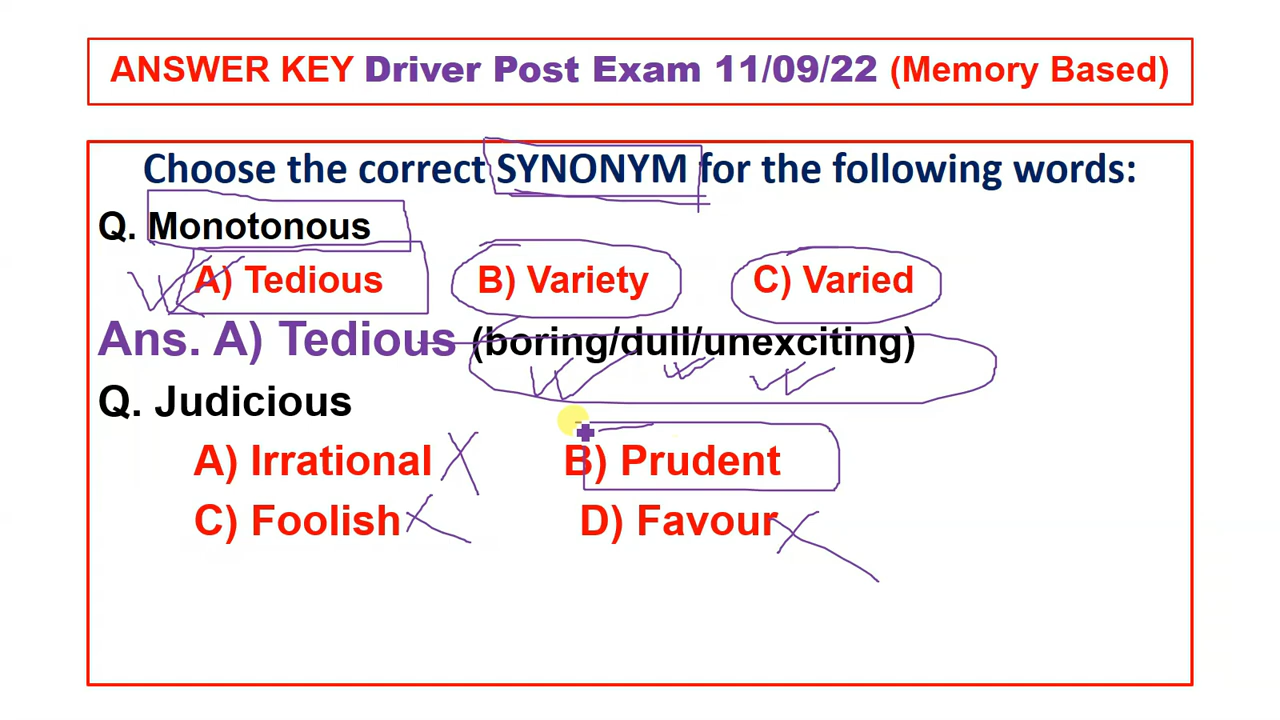 ANSWER KEY Driver Post Exam 11/09/22 (Memory Based)
Choose the correct SYNONYM for the following words:
Q. Monotonous
A) Tedious B) Variety C) Varied
Ans. A) Tedious (boring/dull/unexciting)
Q. Judicious
A) Irrational B) Prudent
C) Foolish D) Favour